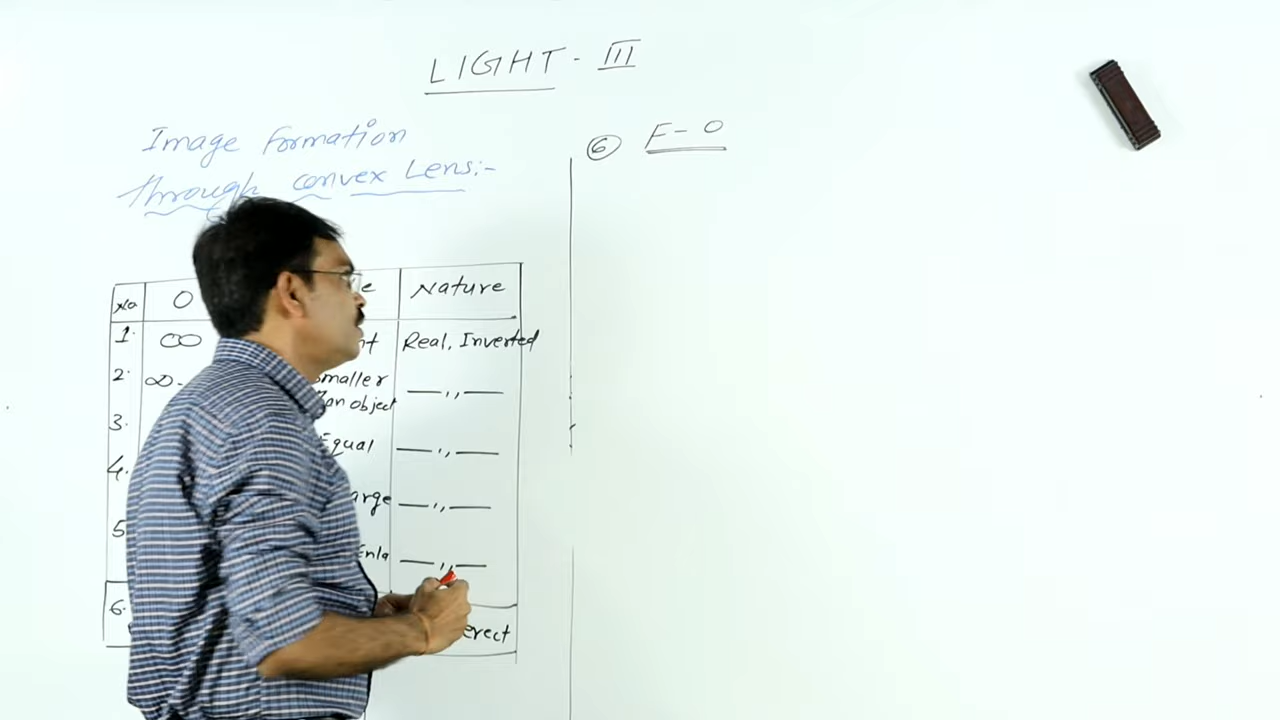 LIGHT - III
Image formation
through convex Lens:-
⑥ F - O
No O Nature
1. ∞ Real, Inverted
2. ∞ - smaller — ,, —
than object
3. Equal — ,, —
4. — ,, —
5. — ,, —
6. erect